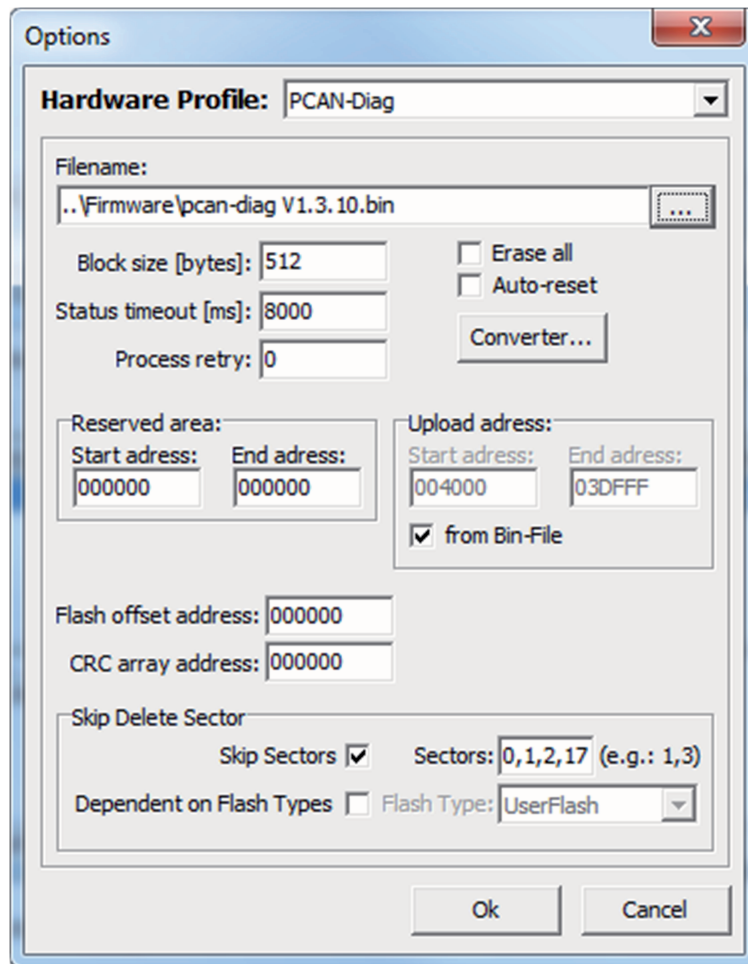 Options
Hardware Profile: PCAN-Diag
Filename:
..\Firmware\pcan-diag V1.3.10.bin ...
Block size [bytes]: 512
Erase all
Status timeout [ms]: 8000
Auto-reset
Process retry: 0
Converter...
Reserved area:
Start adress: End adress:
000000 000000
Upload adress:
Start adress: End adress:
004000 03DFFF
from Bin-File
Flash offset address: 000000
CRC array address: 000000
Skip Delete Sector
Skip Sectors Sectors: 0,1,2,17 (e.g.: 1,3)
Dependent on Flash Types Flash Type: UserFlash
Ok Cancel